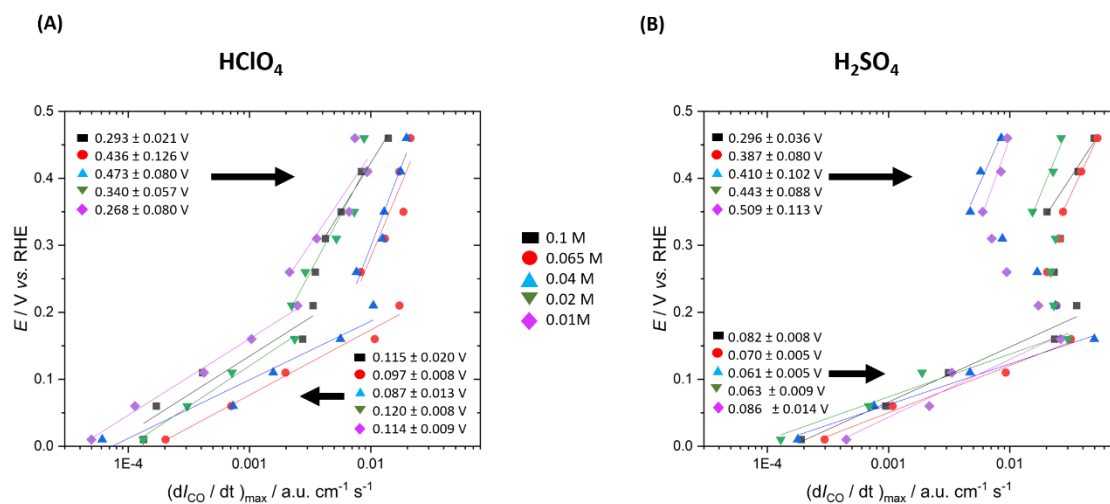 (A)
HClO₄
0.5
0.4
0.3
0.2
0.1
0.0
E / V vs. RHE
0.293 ± 0.021 V
0.436 ± 0.126 V
0.473 ± 0.080 V
0.340 ± 0.057 V
0.268 ± 0.080 V
0.115 ± 0.020 V
0.097 ± 0.008 V
0.087 ± 0.013 V
0.120 ± 0.008 V
0.114 ± 0.009 V
1E-4
0.001
0.01
(dI_CO / dt )_max / a.u. cm⁻¹ s⁻¹
0.1 M
0.065 M
0.04 M
0.02 M
0.01M
(B)
H₂SO₄
0.5
0.4
0.3
0.2
0.1
0.0
E / V vs. RHE
0.296 ± 0.036 V
0.387 ± 0.080 V
0.410 ± 0.102 V
0.443 ± 0.088 V
0.509 ± 0.113 V
0.082 ± 0.008 V
0.070 ± 0.005 V
0.061 ± 0.005 V
0.063 ± 0.009 V
0.086 ± 0.014 V
1E-4
0.001
0.01
(dI_CO / dt )_max / a.u. cm⁻¹ s⁻¹